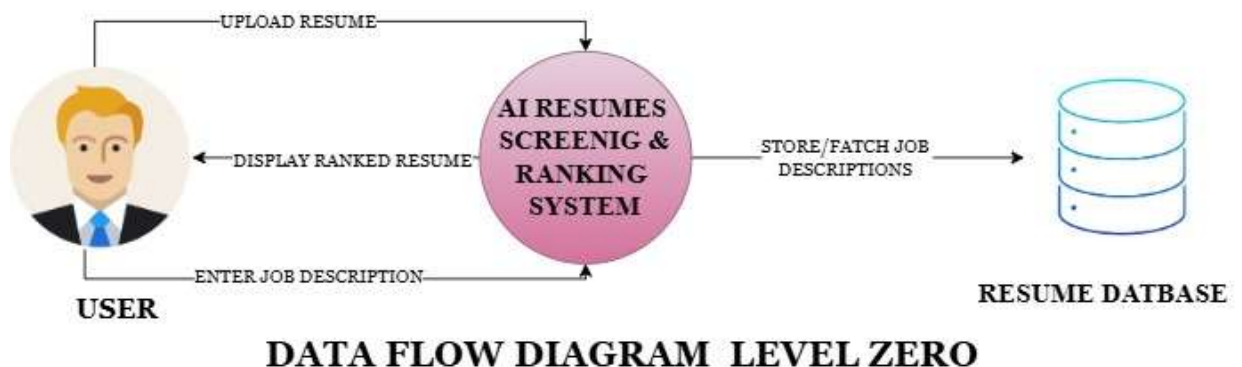 UPLOAD RESUME
AI RESUMES
SCREENIG &
RANKING
SYSTEM
DISPLAY RANKED RESUME
STORE/FATCH JOB
DESCRIPTIONS
ENTER JOB DESCRIPTION
USER
RESUME DATBASE
DATA FLOW DIAGRAM LEVEL ZERO